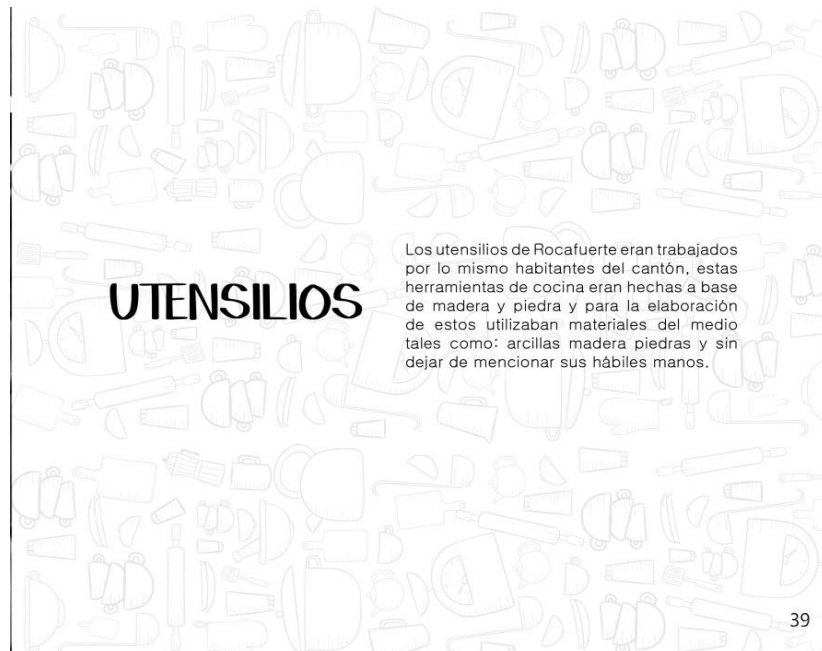 UTENSILIOS
Los utensilios de Rocafuerte eran trabajados
por lo mismo habitantes del cantón, estas
herramientas de cocina eran hechas a base
de madera y piedra y para la elaboración
de estos utilizaban materiales del medio
tales como: arcillas madera piedras y sin
dejar de mencionar sus hábiles manos.
39